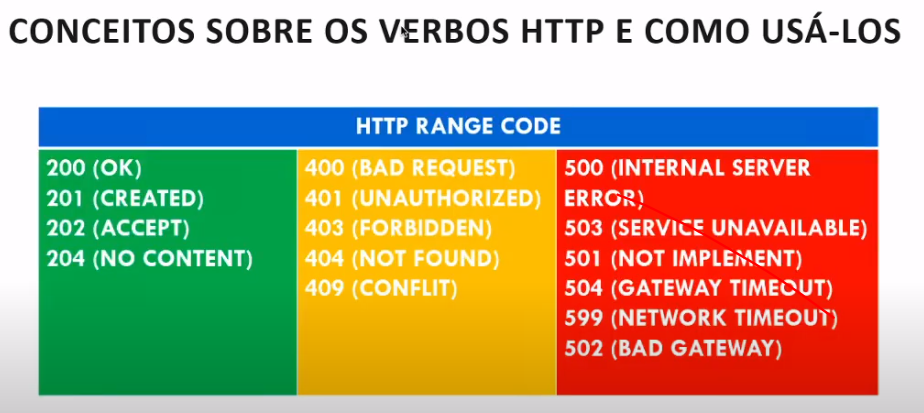 CONCEITOS SOBRE OS VERBOS HTTP E COMO USÁ-LOS
HTTP RANGE CODE
200 (OK)
201 (CREATED)
202 (ACCEPT)
204 (NO CONTENT)
400 (BAD REQUEST)
401 (UNAUTHORIZED)
403 (FORBIDDEN)
404 (NOT FOUND)
409 (CONFLIT)
500 (INTERNAL SERVER
ERROR)
503 (SERVICE UNAVAILABLE)
501 (NOT IMPLEMENT)
504 (GATEWAY TIMEOUT)
599 (NETWORK TIMEOUT)
502 (BAD GATEWAY)